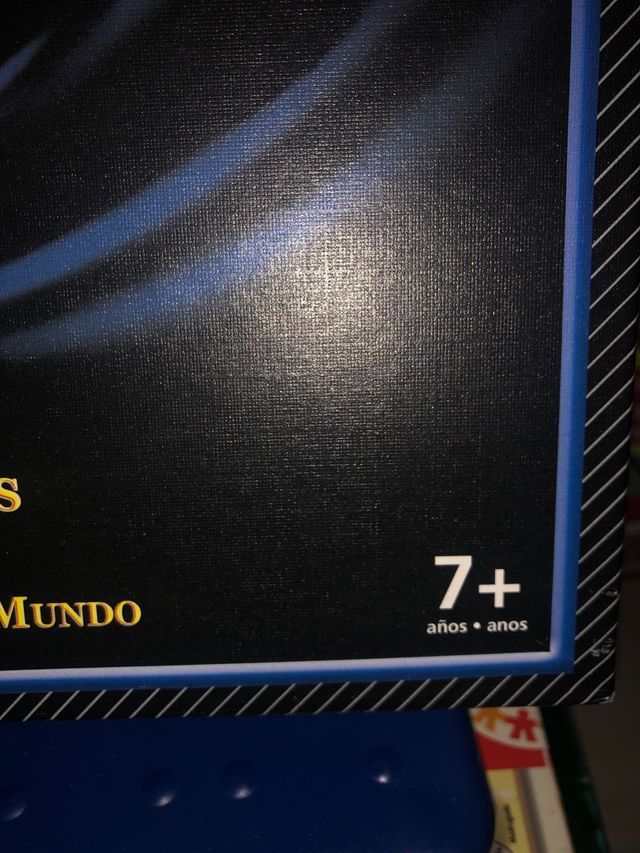 S
MUNDO
7+
años • anos